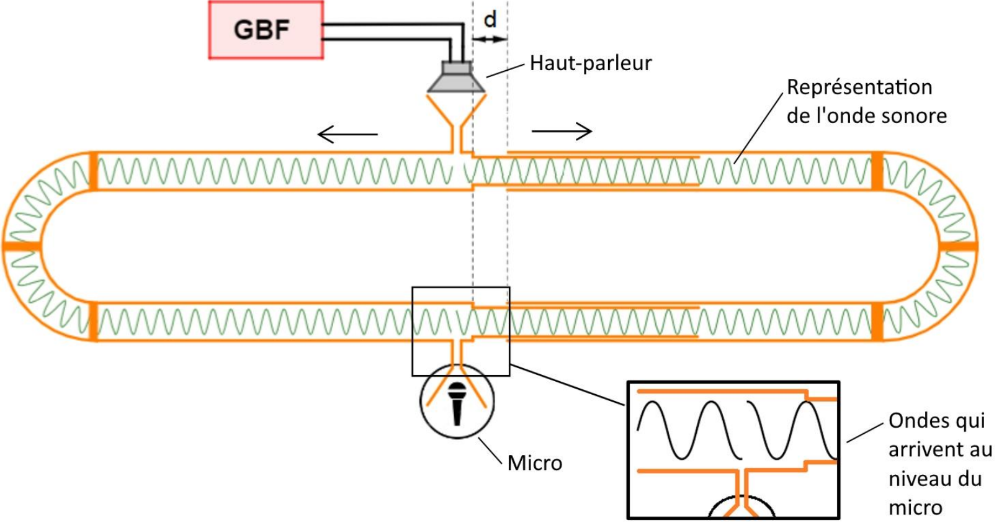 GBF
d
Haut-parleur
Représentation
de l'onde sonore
Micro
Ondes qui
arrivent au
niveau du
micro